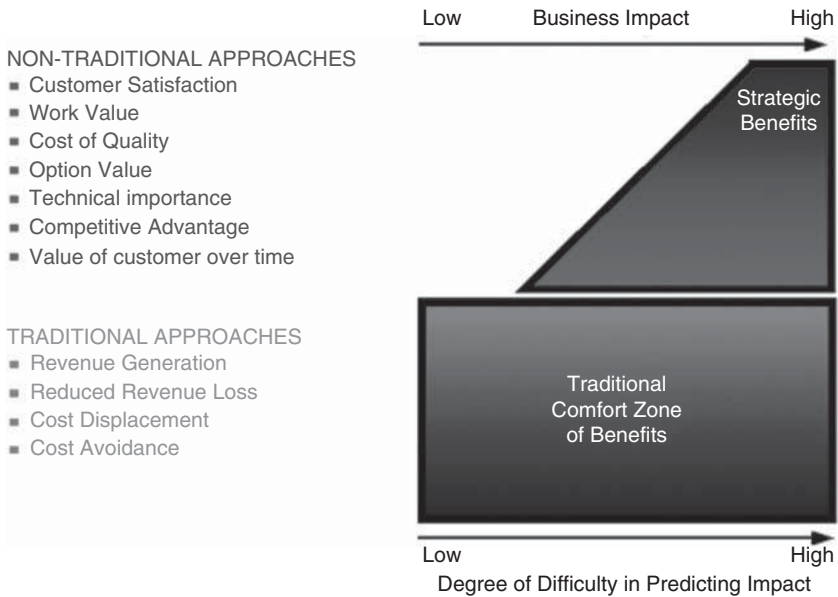 Low Business Impact High
NON-TRADITIONAL APPROACHES
Customer Satisfaction
Work Value
Cost of Quality
Option Value
Technical importance
Competitive Advantage
Value of customer over time
Strategic
Benefits
TRADITIONAL APPROACHES
Revenue Generation
Reduced Revenue Loss
Cost Displacement
Cost Avoidance
Traditional
Comfort Zone
of Benefits
Low High
Degree of Difficulty in Predicting Impact